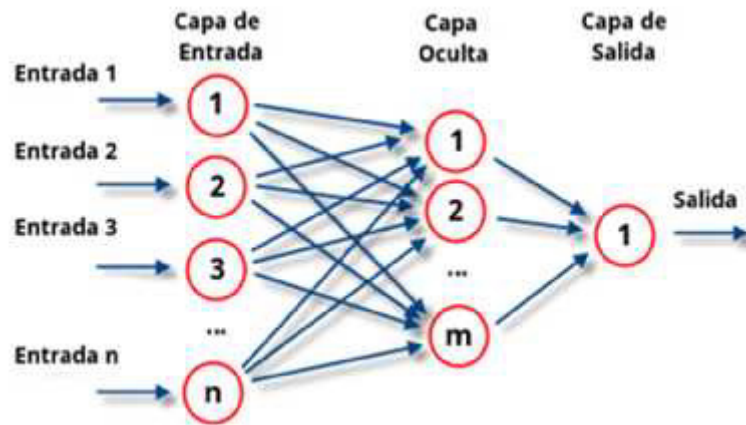 Capa de
Entrada
Capa
Oculta
Capa de
Salida
Entrada 1
1
Entrada 2
2
Entrada 3
3
...
Entrada n
n
1
2
...
m
1
Salida